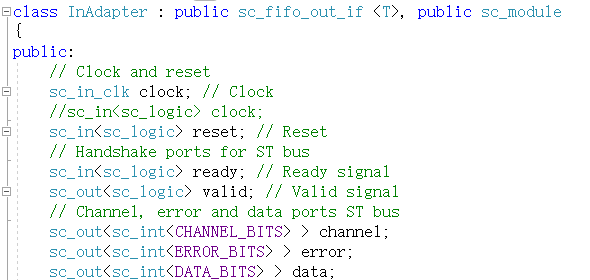 class InAdapter : public sc_fifo_out_if <T>, public sc_module
{
public:
    // Clock and reset
    sc_in_clk clock; // Clock
    //sc_in<sc_logic> clock;
    sc_in<sc_logic> reset; // Reset
    // Handshake ports for ST bus
    sc_in<sc_logic> ready; // Ready signal
    sc_out<sc_logic> valid; // Valid signal
    // Channel, error and data ports ST bus
    sc_out<sc_int<CHANNEL_BITS> > channel;
    sc_out<sc_int<ERROR_BITS> > error;
    sc_out<sc_int<DATA_BITS> > data;